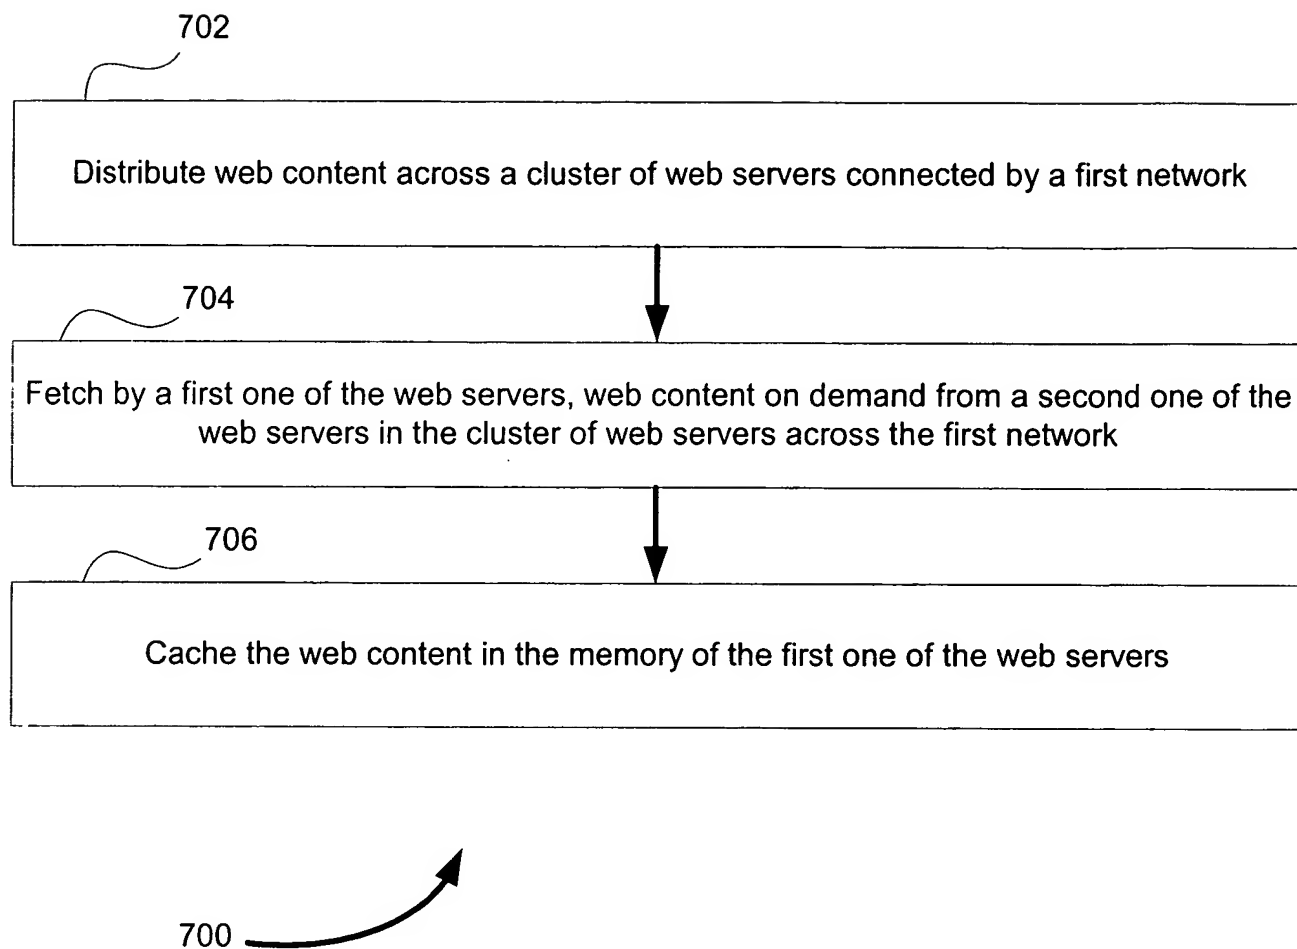 702
Distribute web content across a cluster of web servers connected by a first network
704
Fetch by a first one of the web servers, web content on demand from a second one of the
web servers in the cluster of web servers across the first network
706
Cache the web content in the memory of the first one of the web servers
700